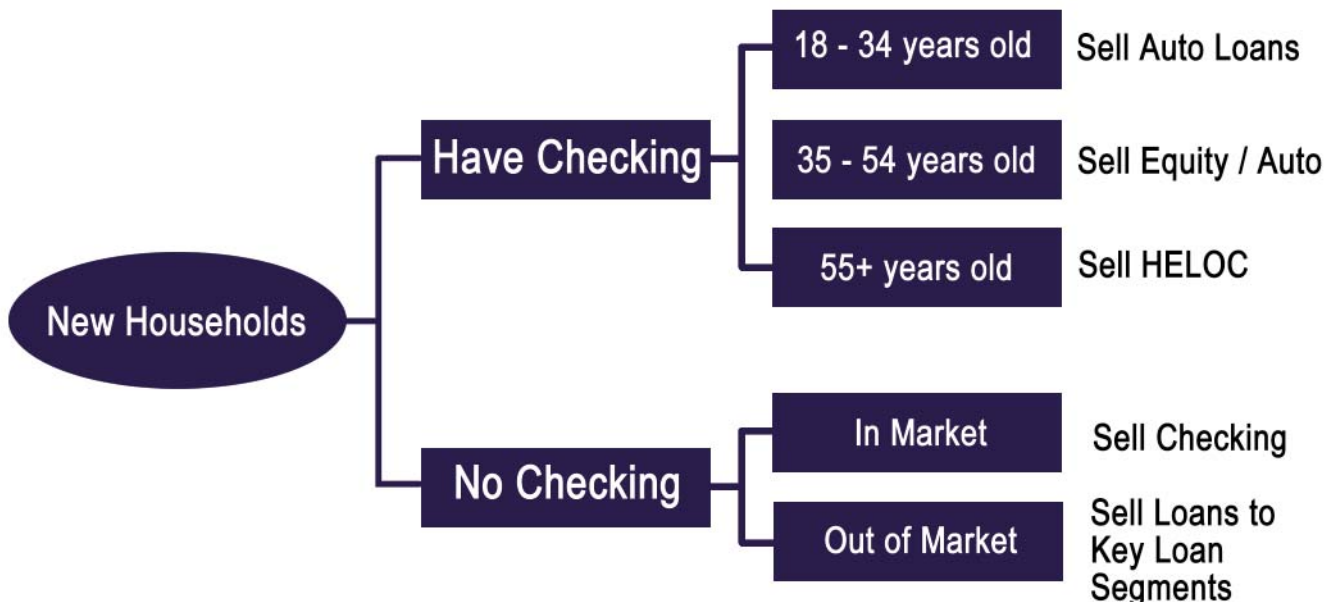 18 - 34 years old
Sell Auto Loans
Have Checking
35 - 54 years old
Sell Equity / Auto
55+ years old
Sell HELOC
New Households
In Market
Sell Checking
No Checking
Out of Market
Sell Loans to
Key Loan
Segments